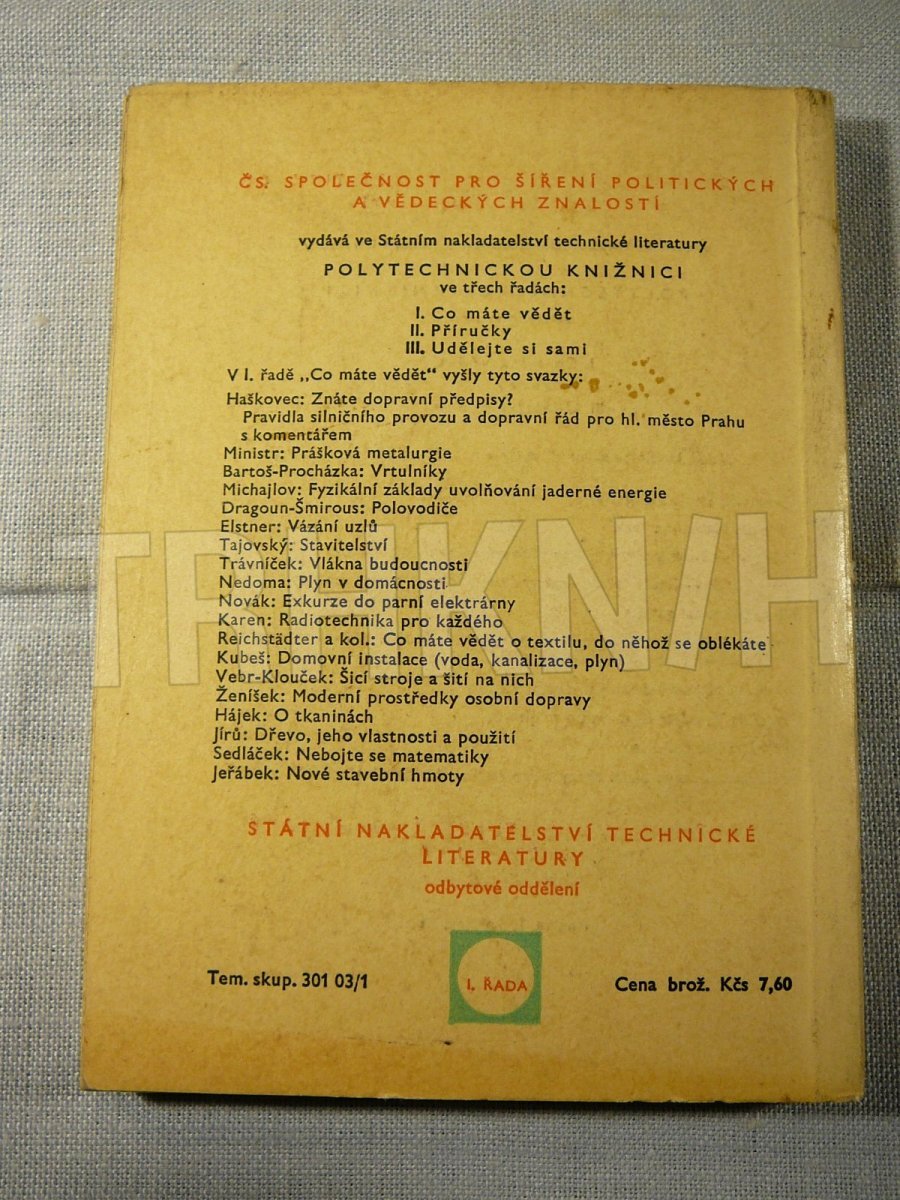 ČS. SPOLEČNOST PRO ŠÍŘENÍ POLITICKÝCH
A VĚDECKÝCH ZNALOSTÍ
vydává ve Státním nakladatelství technické literatury
POLYTECHNICKOU KNIŽNICI
ve třech řadách:
I. Co máte vědět
II. Příručky
III. Udělejte si sami
V I. řadě „Co máte vědět“ vyšly tyto svazky:
Haškovec: Znáte dopravní předpisy?
Pravidla silničního provozu a dopravní řád pro hl. město Prahu
s komentářem
Ministr: Prášková metalurgie
Bartoš-Procházka: Vrtulníky
Michajlov: Fyzikální základy uvolňování jaderné energie
Dragoun-Šmirous: Polovodiče
Elstner: Vázání uzlů
Tajovský: Stavitelství
Trávníček: Vlákna budoucnosti
Nedoma: Plyn v domácnosti
Novák: Exkurze do parní elektrárny
Karen: Radiotechnika pro každého
Reichstädter a kol.: Co máte vědět o textilu, do něhož se oblékáte
Kubeš: Domovní instalace (voda, kanalizace, plyn)
Vebr-Klouček: Šicí stroje a šití na nich
Ženíšek: Moderní prostředky osobní dopravy
Hájek: O tkaninách
Jírů: Dřevo, jeho vlastnosti a použití
Sedláček: Nebojte se matematiky
Jeřábek: Nové stavební hmoty
STÁTNÍ NAKLADATELSTVÍ TECHNICKÉ
LITERATURY
odbytové oddělení
Tem. skup. 301 03/1
I. ŘADA
Cena brož. Kčs 7,60